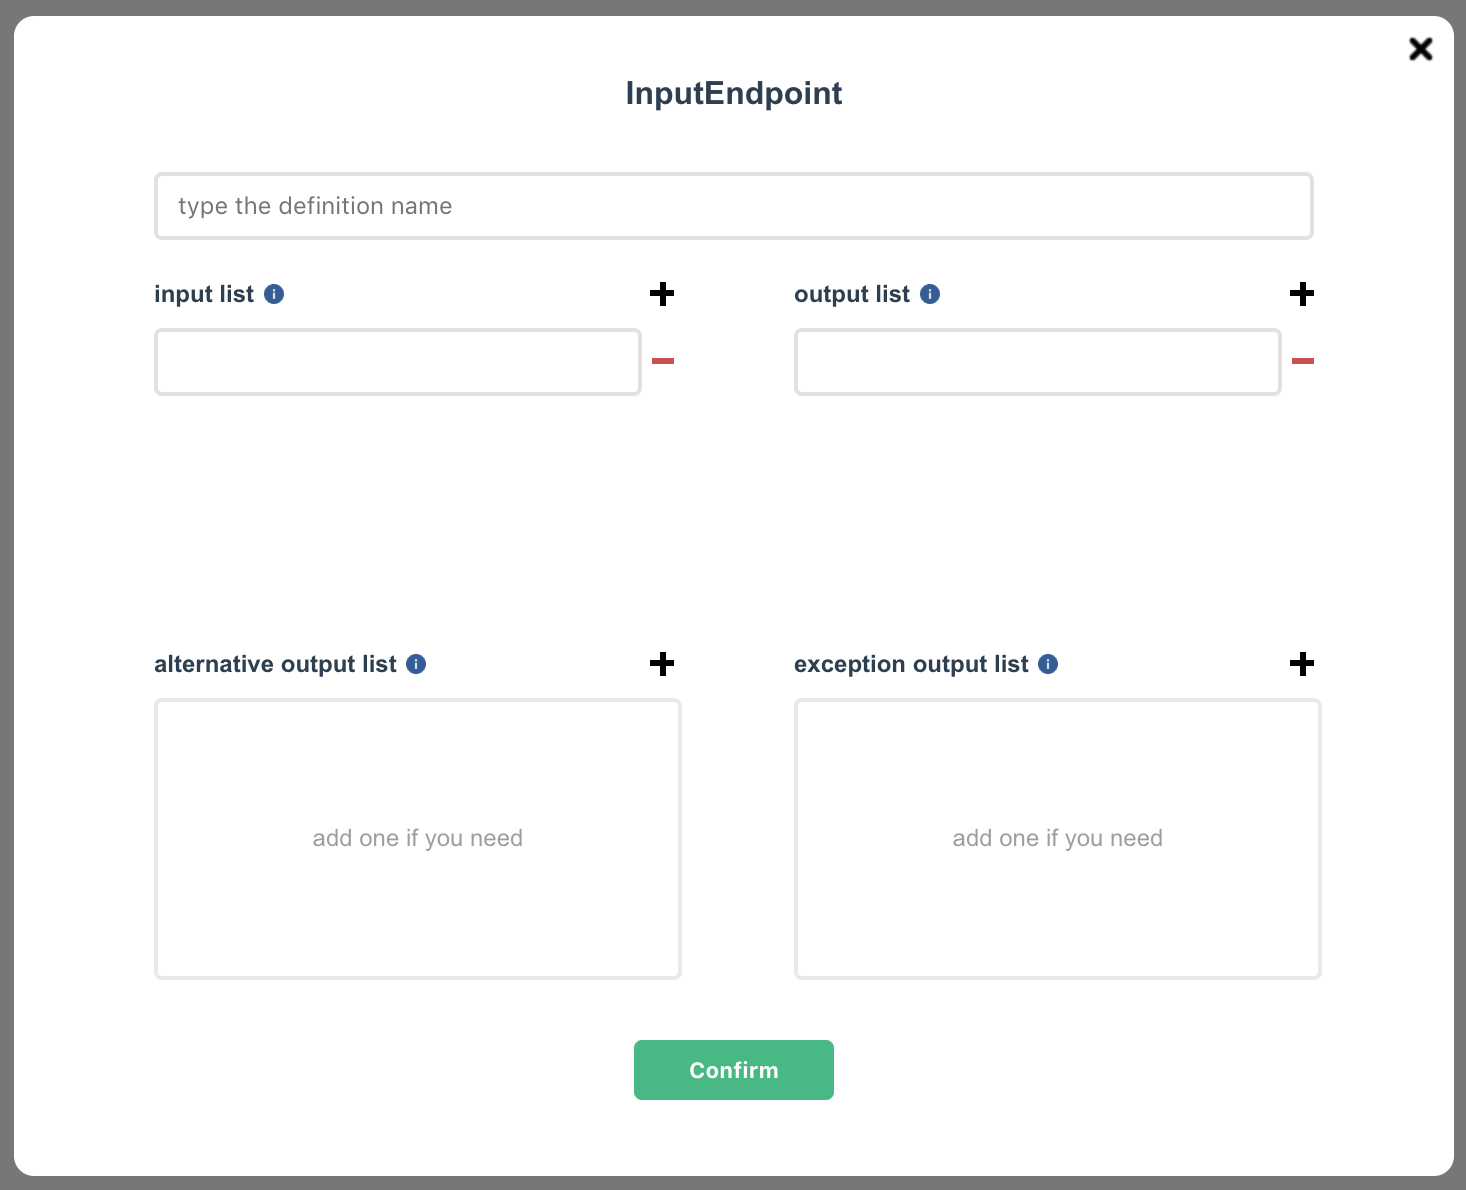 InputEndpoint
type the definition name
input list
output list
alternative output list
exception output list
add one if you need
add one if you need
Confirm